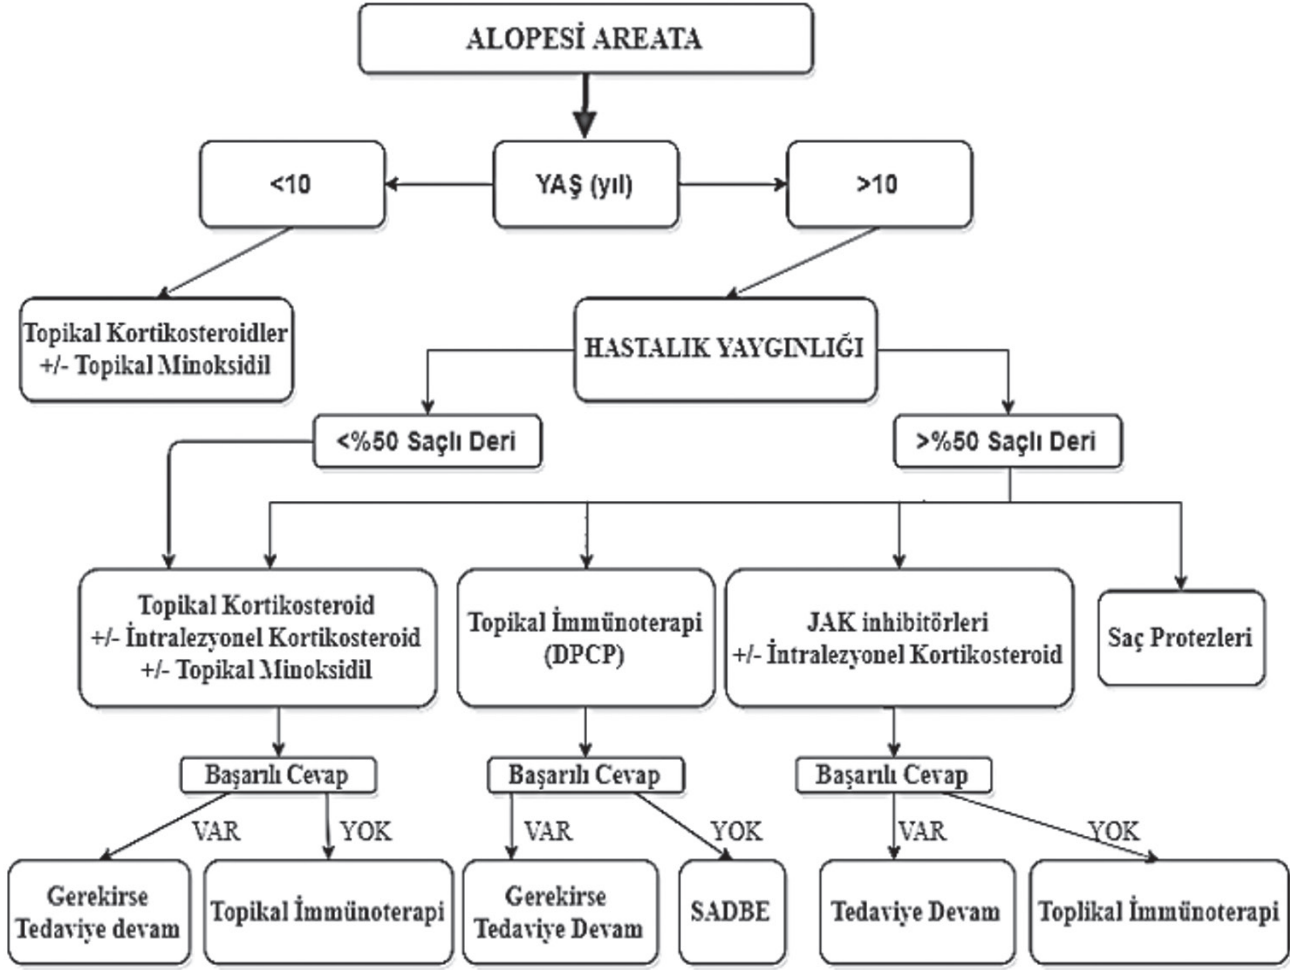 ALOPESİ AREATA
<10
YAŞ (yıl)
>10
Topikal Kortikosteroidler
+/- Topikal Minoksidil
HASTALIK YAYGINLIĞI
<%50 Saçlı Deri
>%50 Saçlı Deri
Topikal Kortikosteroid
+/- İntralezyonel Kortikosteroid
+/- Topikal Minoksidil
Topikal İmmünoterapi
(DPCP)
JAK inhibitörleri
+/- İntralezyonel Kortikosteroid
Saç Protezleri
Başarılı Cevap
Başarılı Cevap
Başarılı Cevap
VAR
YOK
VAR
YOK
VAR
YOK
Gerekirse
Tedaviye devam
Topikal İmmünoterapi
Gerekirse
Tedaviye Devam
SADBE
Tedaviye Devam
Toplikal İmmünoterapi